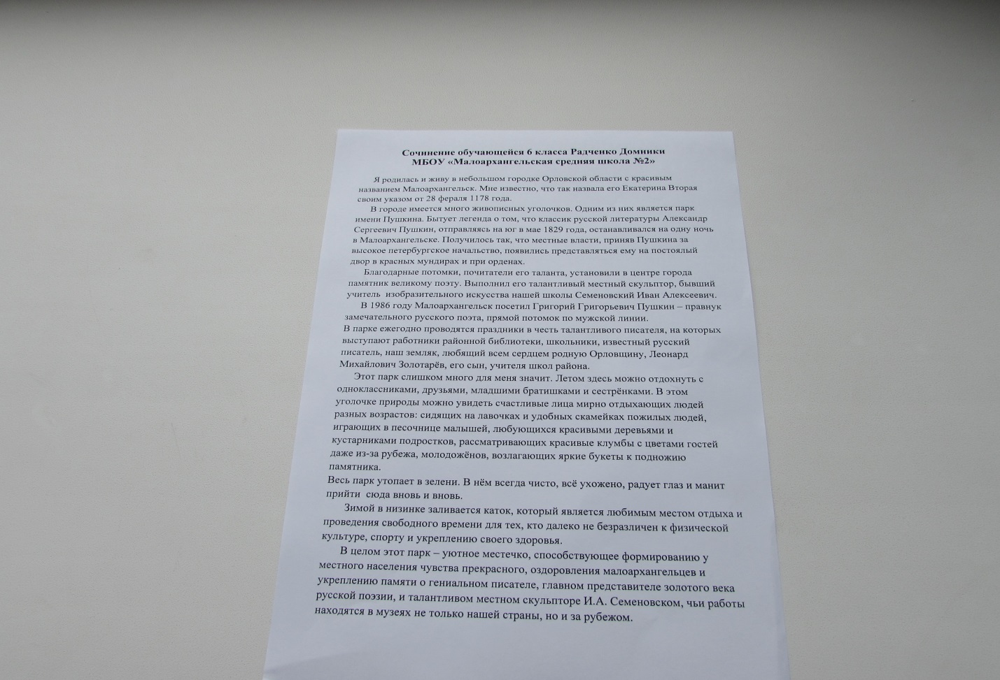 Сочинение обучающейся 6 класса Радченко Домники
МБОУ «Малоархангельская средняя школа №2»
Я родилась и живу в небольшом городке Орловской области с красивым
названием Малоархангельск. Мне известно, что так назвала его Екатерина Вторая
своим указом от 28 фераля 1178 года.
В городе имеется много живописных уголочков. Одним из них является парк
имени Пушкина. Бытует легенда о том, что классик русской литературы Александр
Сергеевич Пушкин, отправляясь на юг в мае 1829 года, останавливался на одну ночь
в Малоархангельске. Получилось так, что местные власти, приняв Пушкина за
высокое петербургское начальство, появились представляться ему на постоялый
двор в красных мундирах и при орденах.
Благодарные потомки, почитатели его таланта, установили в центре города
памятник великому поэту. Выполнил его талантливый местный скульптор, бывший
учитель изобразительного искусства нашей школы Семеновский Иван Алексеевич.
В 1986 году Малоархангельск посетил Григорий Григорьевич Пушкин – правнук
замечательного русского поэта, прямой потомок по мужской линии.
В парке ежегодно проводятся праздники в честь талантливого писателя, на которых
выступают работники районной библиотеки, школьники, известный русский
писатель, наш земляк, любящий всем сердцем родную Орловщину, Леонард
Михайлович Золотарёв, его сын, учителя школ района.
Этот парк слишком много для меня значит. Летом здесь можно отдохнуть с
одноклассниками, друзьями, младшими братишками и сестрёнками. В этом
уголочке природы можно увидеть счастливые лица мирно отдыхающих людей
разных возрастов: сидящих на лавочках и удобных скамейках пожилых людей,
играющих в песочнице малышей, любующихся красивыми деревьями и
кустарниками подростков, рассматривающих красивые клумбы с цветами гостей
даже из-за рубежа, молодожёнов, возлагающих яркие букеты к подножию
памятника.
Весь парк утопает в зелени. В нём всегда чисто, всё ухожено, радует глаз и манит
прийти сюда вновь и вновь.
Зимой в низинке заливается каток, который является любимым местом отдыха и
проведения свободного времени для тех, кто далеко не безразличен к физической
культуре, спорту и укреплению своего здоровья.
В целом этот парк – уютное местечко, способствующее формированию у
местного населения чувства прекрасного, оздоровления малоархангельцев и
укреплению памяти о гениальном писателе, главном представителе золотого века
русской поэзии, и талантливом местном скульпторе И.А. Семеновском, чьи работы
находятся в музеях не только нашей страны, но и за рубежом.